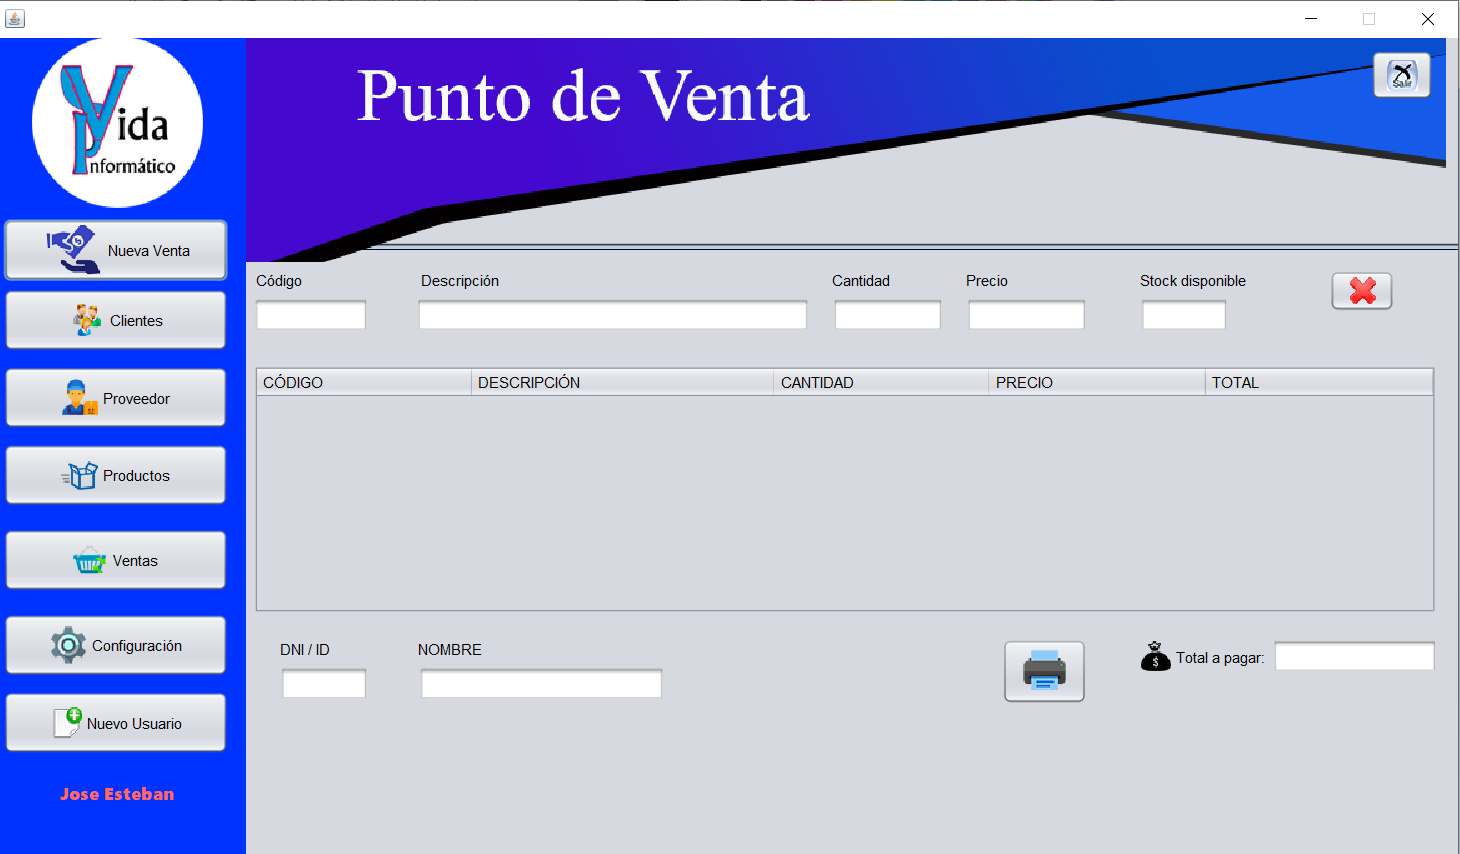 Vida
Informático
Punto de Venta
Salir
Nueva Venta
Clientes
Proveedor
Productos
Ventas
Configuración
Nuevo Usuario
Jose Esteban
Código Descripción Cantidad Precio Stock disponible
CÓDIGO DESCRIPCIÓN CANTIDAD PRECIO TOTAL
DNI / ID NOMBRE
$ Total a pagar: